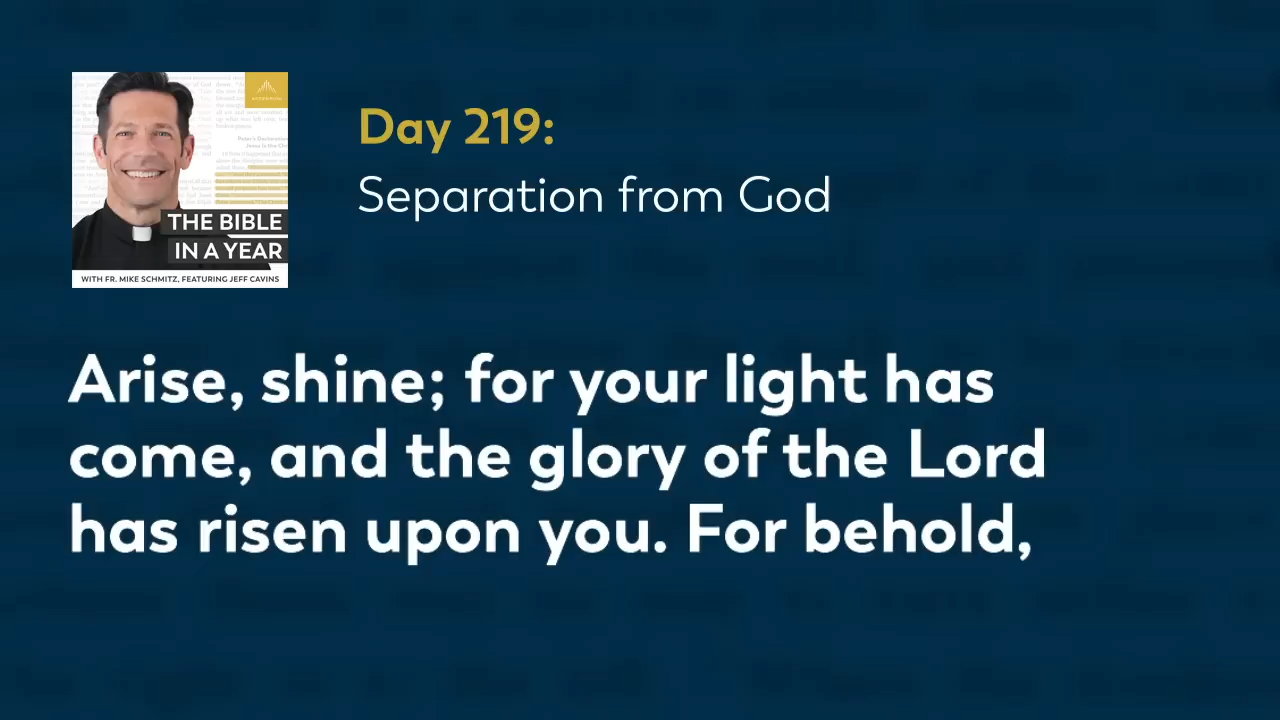 Day 219:
Separation from God
THE BIBLE
IN A YEAR
WITH FR. MIKE SCHMITZ, FEATURING JEFF CAVINS
Arise, shine; for your light has
come, and the glory of the Lord
has risen upon you. For behold,